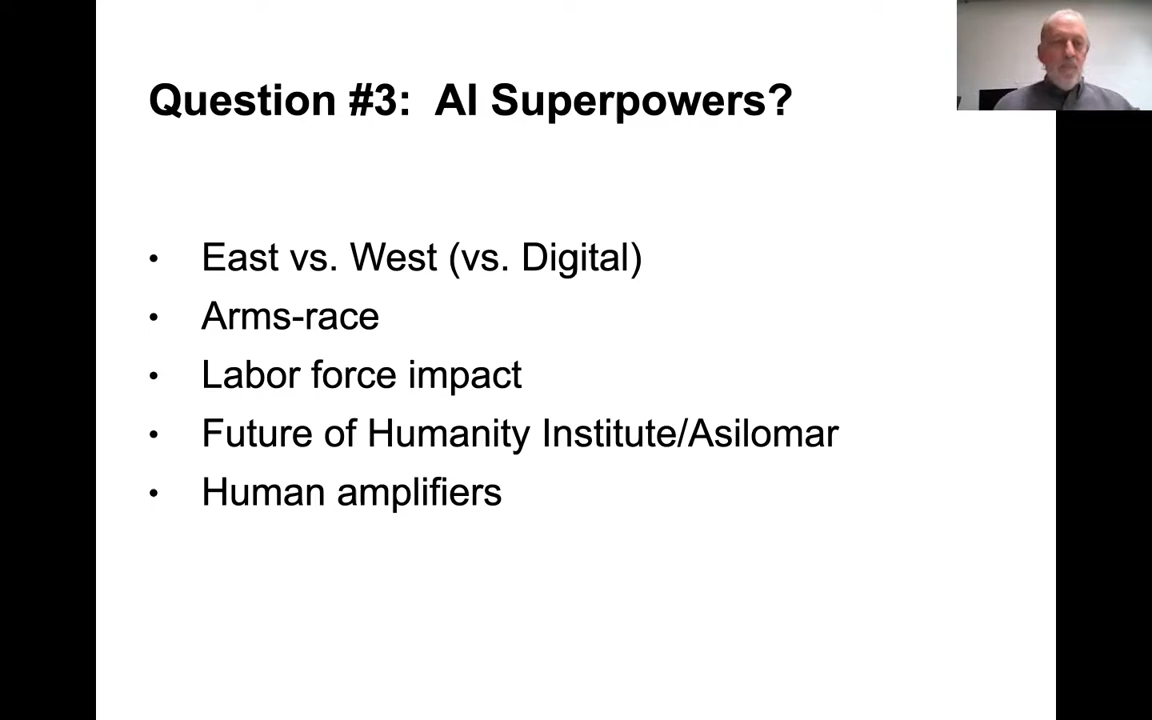 Question #3: AI Superpowers?
• East vs. West (vs. Digital)
• Arms-race
• Labor force impact
• Future of Humanity Institute/Asilomar
• Human amplifiers